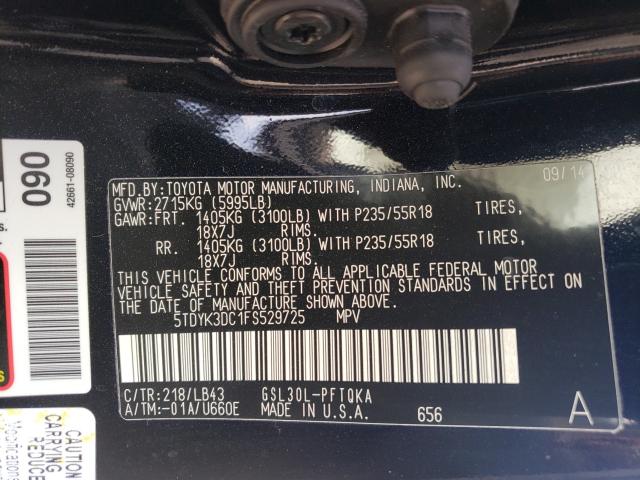 MFD.BY:TOYOTA MOTOR MANUFACTURING, INDIANA, INC. 09/14
GVWR:2715KG (5995LB)
GAWR:FRT. 1405KG (3100LB) WITH P235/55R18 TIRES,
18X7J RIMS.
RR. 1405KG (3100LB) WITH P235/55R18 TIRES,
18X7J RIMS.
THIS VEHICLE CONFORMS TO ALL APPLICABLE FEDERAL MOTOR
VEHICLE SAFETY AND THEFT PREVENTION STANDARDS IN EFFECT
ON THE DATE OF MANUFACTURE SHOWN ABOVE.
5TDYK3DC1FS529725 MPV
C/TR:218/LB43 GSL30L-PFTQKA
A/TM:-01A/U660E MADE IN U.S.A. 656 A
060
42661-08090
CAUTION
CARRYING
REDUCE